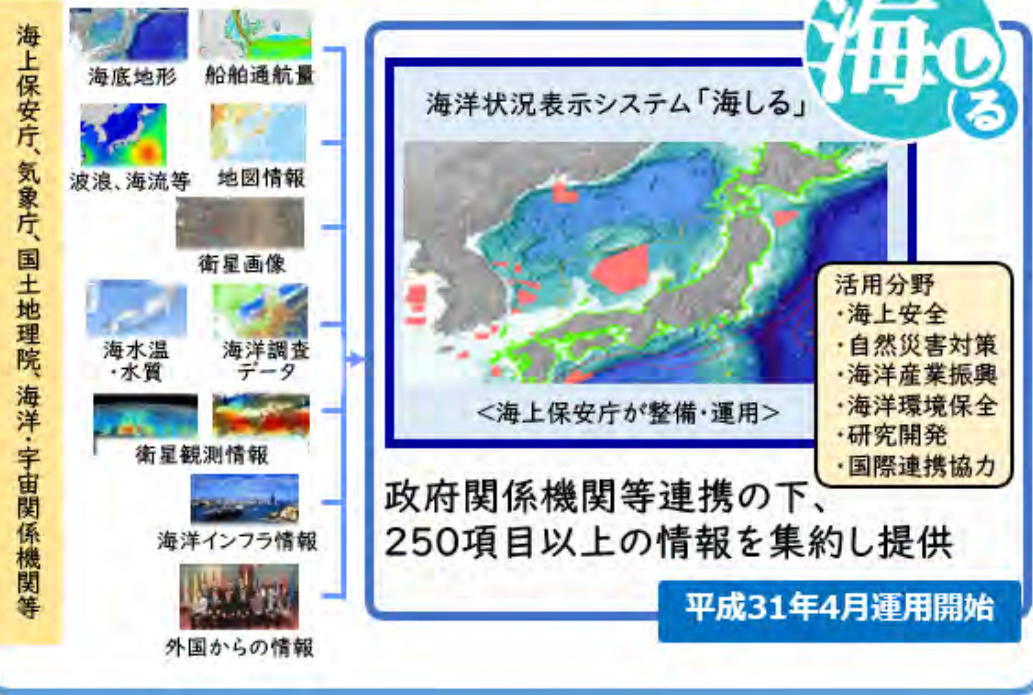 海上保安庁、気象庁、国土地理院、海洋・宇宙関係機関等
海底地形
船舶通航量
波浪、海流等
地図情報
衛星画像
海水温
・水質
海洋調査
データ
衛星観測情報
海洋インフラ情報
外国からの情報
海しる
海洋状況表示システム「海しる」
<海上保安庁が整備・運用>
活用分野
・海上安全
・自然災害対策
・海洋産業振興
・海洋環境保全
・研究開発
・国際連携協力
政府関係機関等連携の下、
250項目以上の情報を集約し提供
平成31年4月運用開始